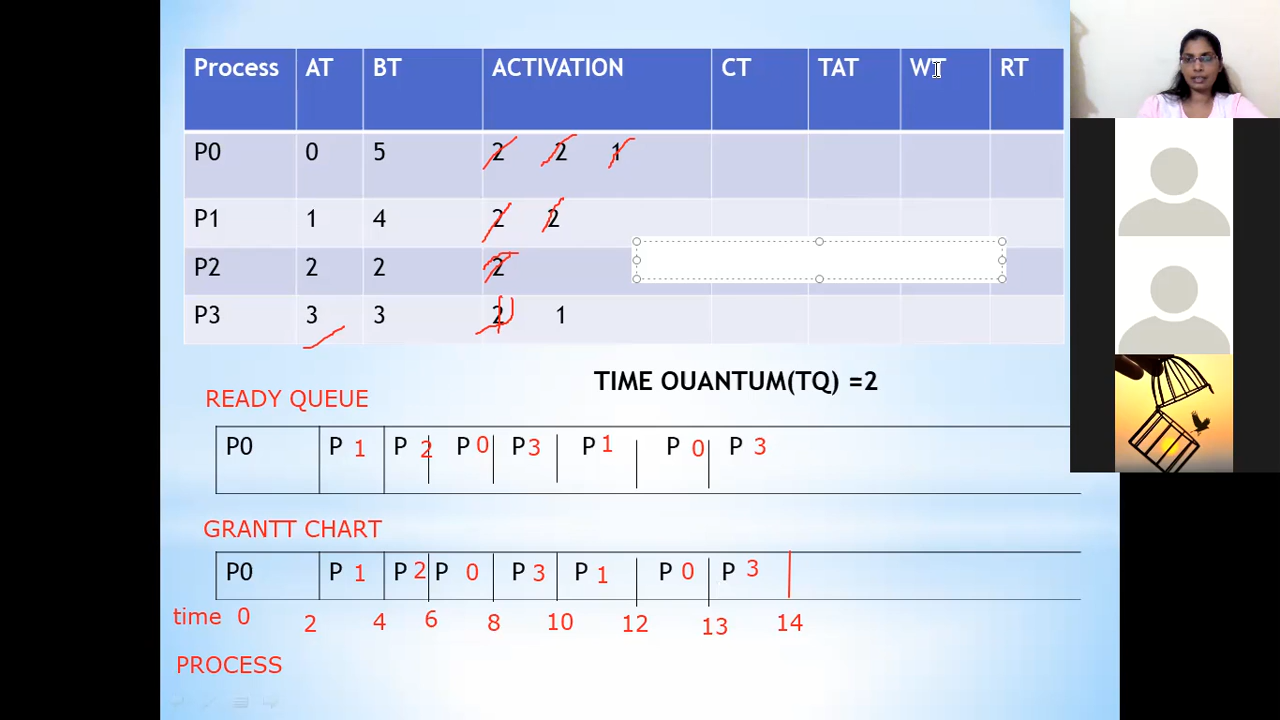 Process AT BT ACTIVATION CT TAT WT RT
P0 0 5 2 2 1
P1 1 4 2 2
P2 2 2 2
P3 3 3 2 1
TIME QUANTUM(TQ) =2
READY QUEUE
P0 P 1 P 2 P 0 P 3 P 1 P 0 P 3
GRANTT CHART
P0 P 1 P 2 P 0 P 3 P 1 P 0 P 3
time 0 2 4 6 8 10 12 13 14
PROCESS